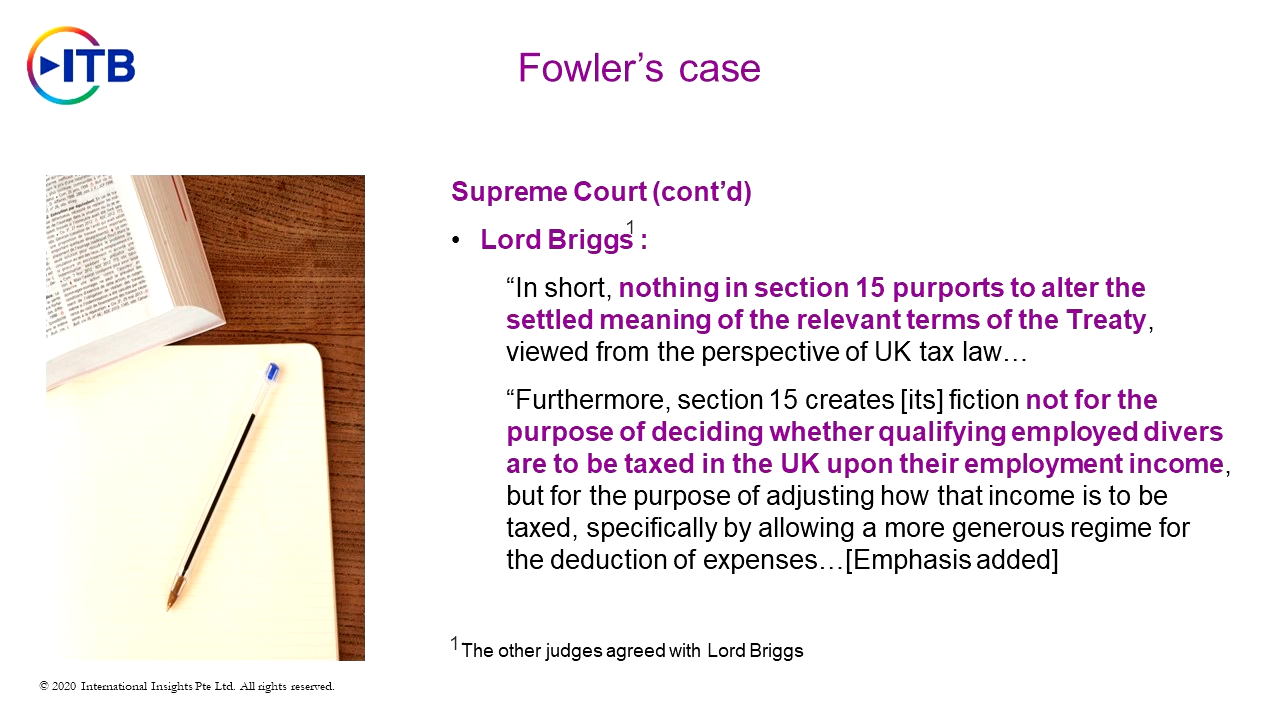 ITB
Fowler’s case
Supreme Court (cont’d)
• Lord Briggs1 :
“In short, nothing in section 15 purports to alter the
settled meaning of the relevant terms of the Treaty,
viewed from the perspective of UK tax law…
“Furthermore, section 15 creates [its] fiction not for the
purpose of deciding whether qualifying employed divers
are to be taxed in the UK upon their employment income,
but for the purpose of adjusting how that income is to be
taxed, specifically by allowing a more generous regime for
the deduction of expenses…[Emphasis added]
1 The other judges agreed with Lord Briggs
© 2020 International Insights Pte Ltd. All rights reserved.